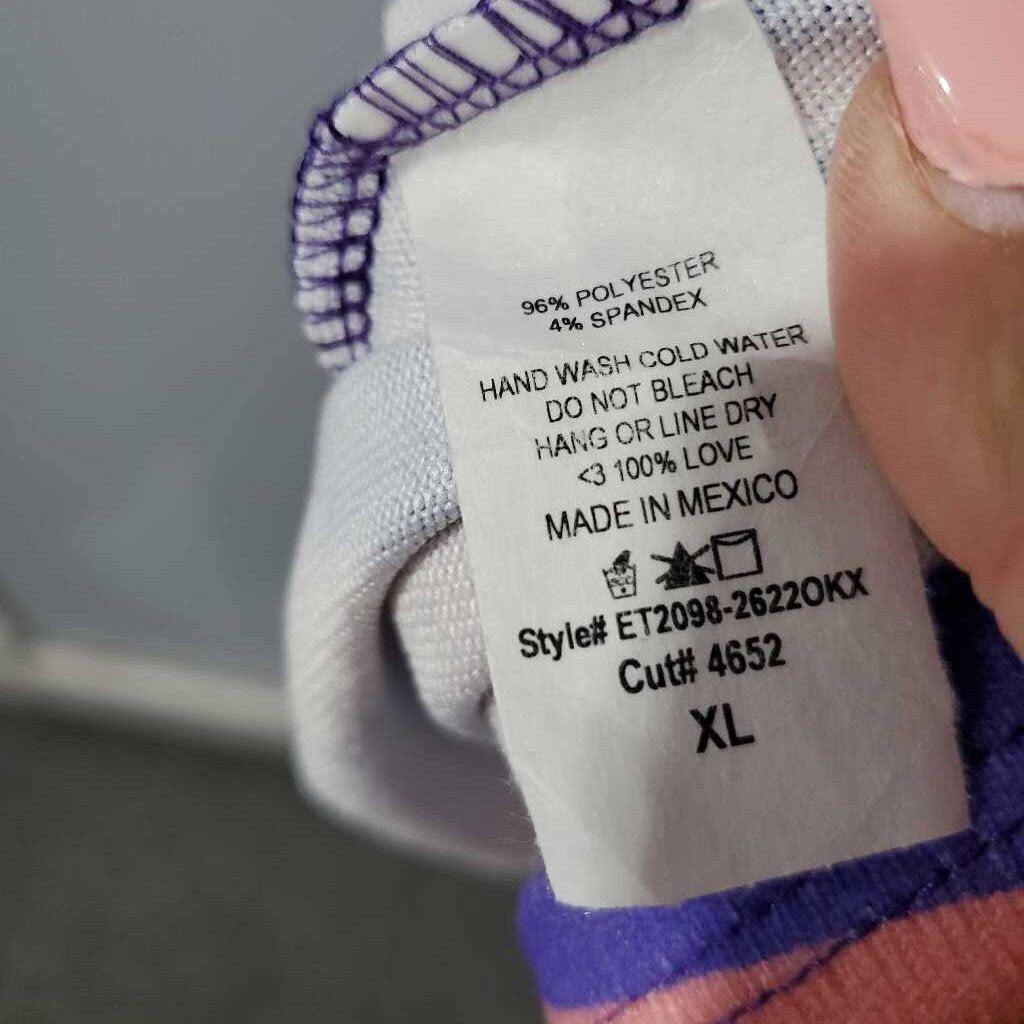 96% POLYESTER
4% SPANDEX
HAND WASH COLD WATER
DO NOT BLEACH
HANG OR LINE DRY
<3 100% LOVE
MADE IN MEXICO
Style# ET2098-2622OKX
Cut# 4652
XL